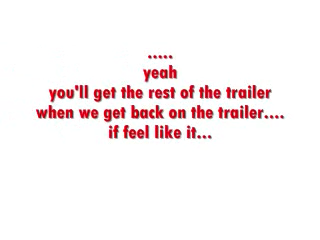 .....
yeah
you'll get the rest of the trailer
when we get back on the trailer....
if feel like it...